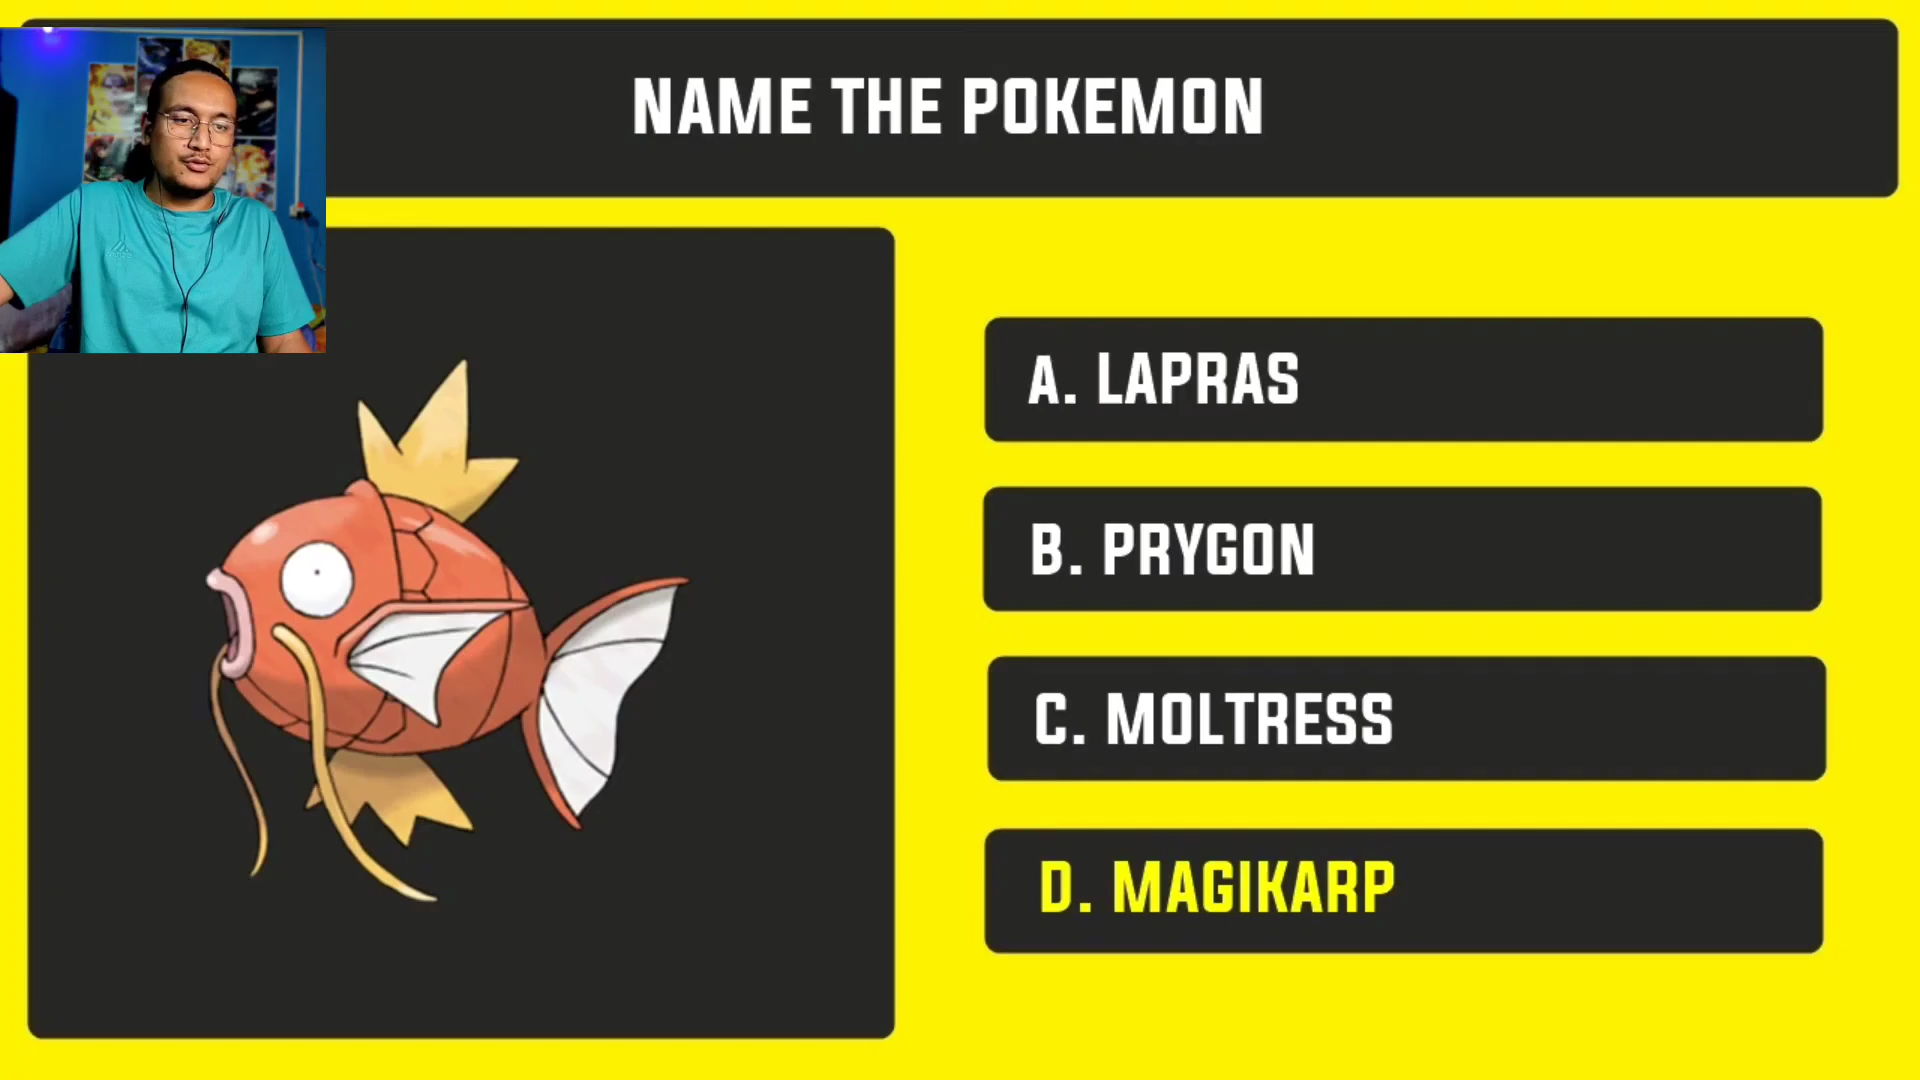 NAME THE POKEMON
A. LAPRAS
B. PRYGON
C. MOLTRESS
D. MAGIKARP